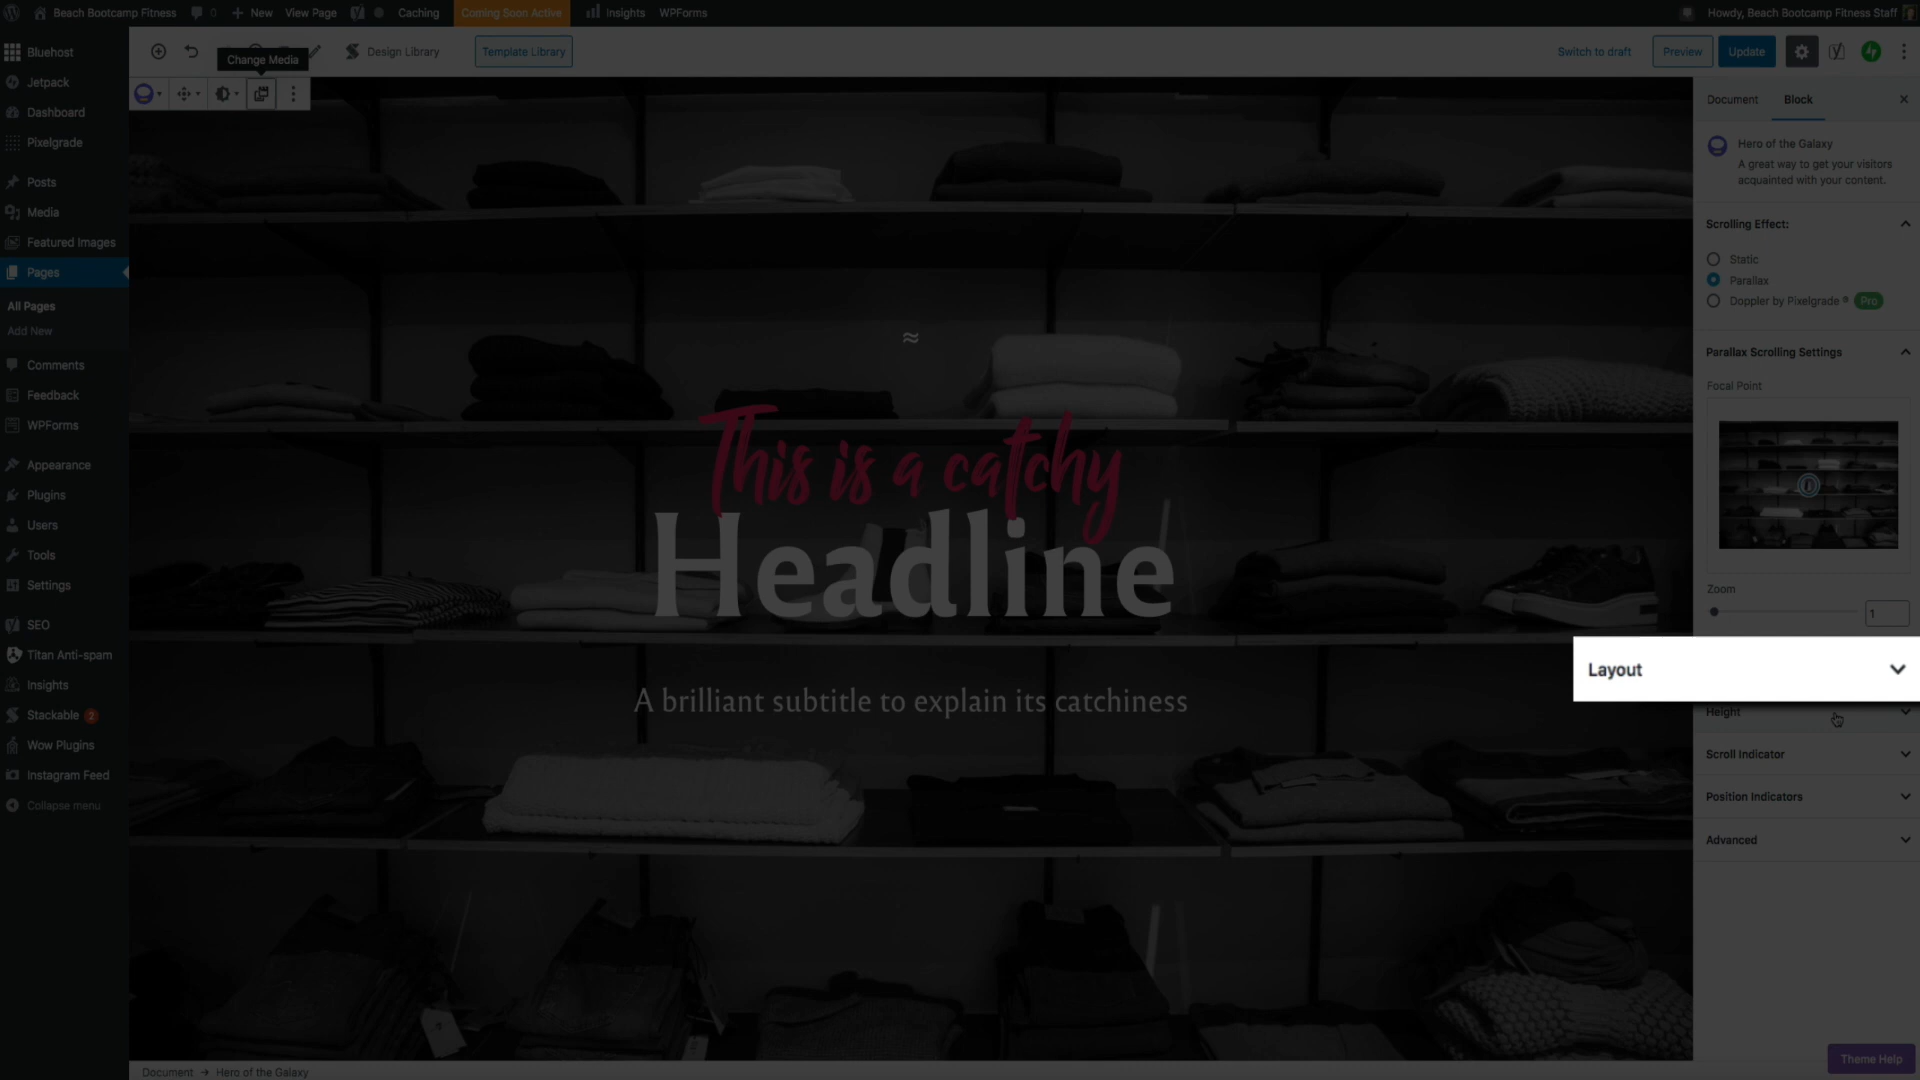 Beach Bootcamp Fitness 0 New View Page Caching Coming Soon Active Insights WPForms Howdy, Beach Bootcamp Fitness Staff
Bluehost
Jetpack
Dashboard
Pixelgrade
Posts
Media
Featured Images
Pages
All Pages
Add New
Comments
Feedback
WPForms
Appearance
Plugins
Users
Tools
Settings
SEO
Titan Anti-spam
Insights
Stackable 2
Wow Plugins
Instagram Feed
Collapse menu
Design Library Template Library Switch to draft Preview Update
Change Media
This is a catchy
Headline
A brilliant subtitle to explain its catchiness
Document Block
Hero of the Galaxy
A great way to get your visitors
acquainted with your content.
Scrolling Effect:
Static
Parallax
Doppler by Pixelgrade Pro
Parallax Scrolling Settings
Focal Point
Zoom
1
Layout
Height
Scroll Indicator
Position Indicators
Advanced
Theme Help
Document → Hero of the Galaxy